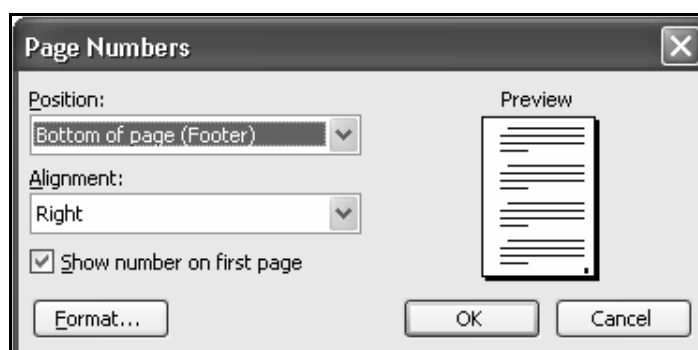 Page Numbers
Position:
Preview
Bottom of page (Footer)
Alignment:
Right
Show number on first page
Format...
OK
Cancel